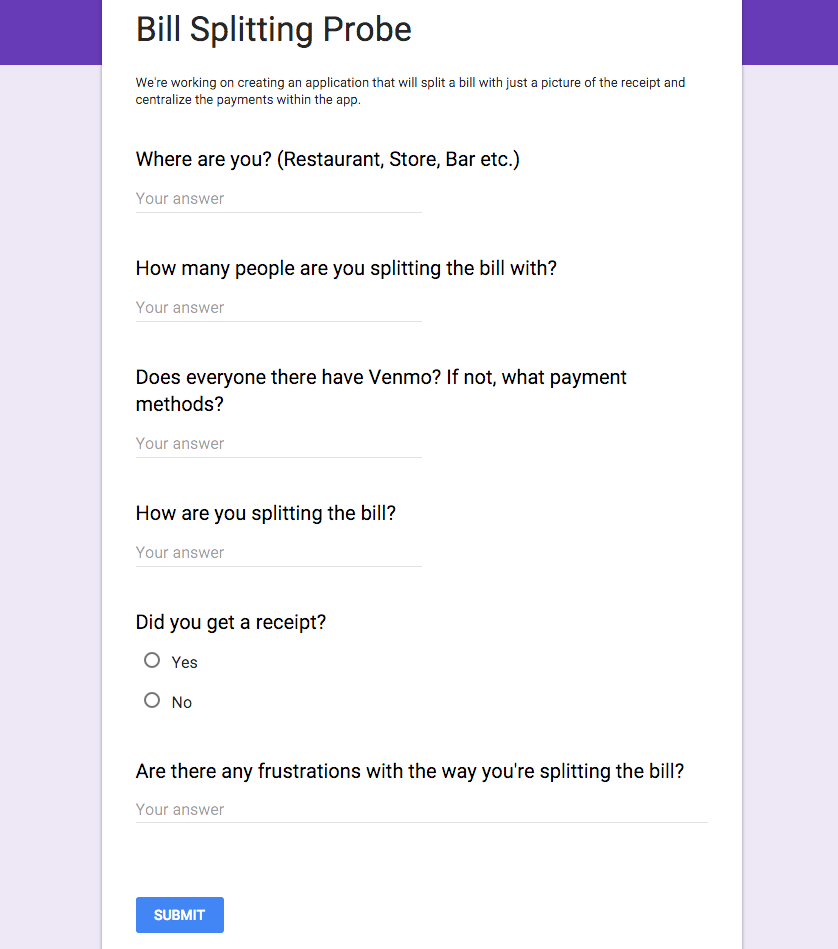 Bill Splitting Probe
We're working on creating an application that will split a bill with just a picture of the receipt and
centralize the payments within the app.
Where are you? (Restaurant, Store, Bar etc.)
Your answer
How many people are you splitting the bill with?
Your answer
Does everyone there have Venmo? If not, what payment
methods?
Your answer
How are you splitting the bill?
Your answer
Did you get a receipt?
Yes
No
Are there any frustrations with the way you're splitting the bill?
Your answer
SUBMIT